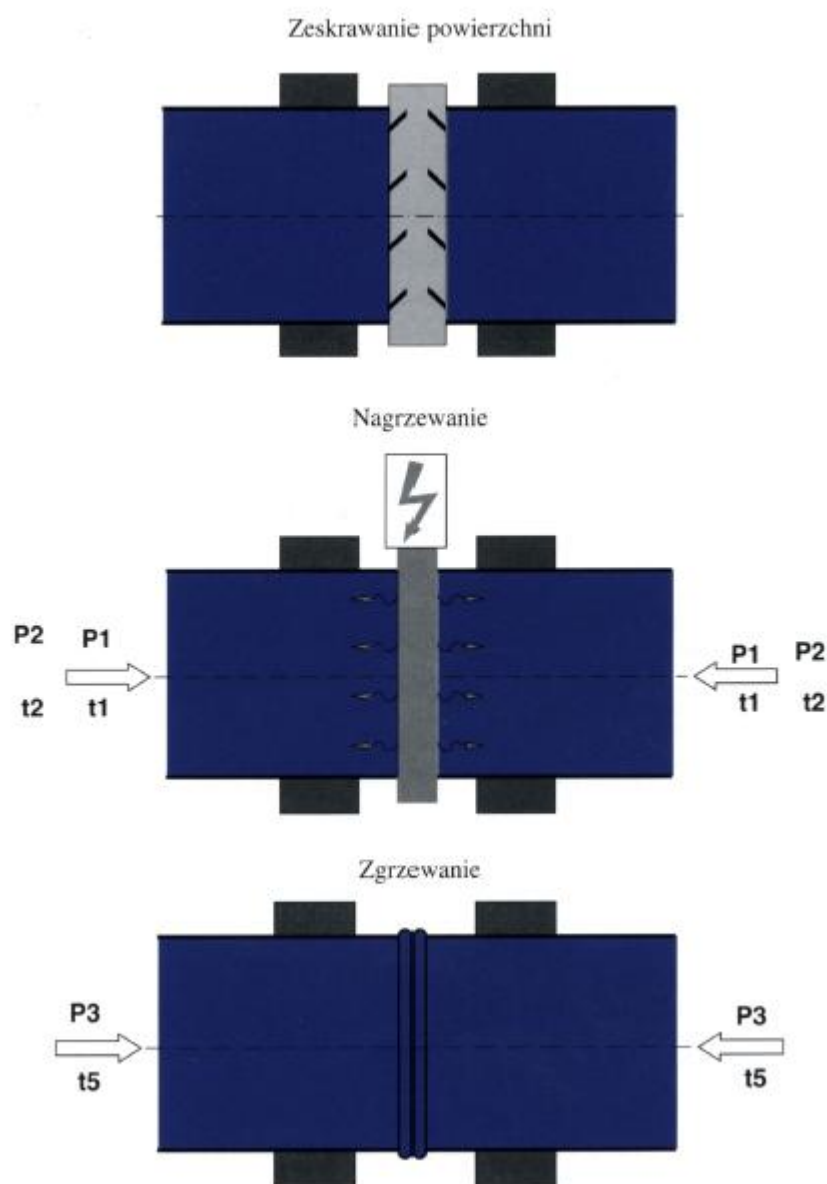 Zeskrawanie powierzchni
Nagrzewanie
P2 P1
t2 t1
P1 P2
t1 t2
Zgrzewanie
P3
t5
P3
t5